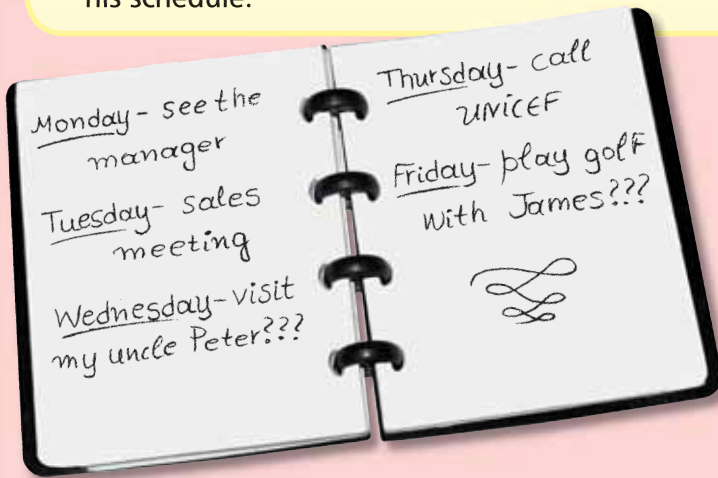 his schedule.
Monday - see the
manager
Tuesday - sales
meeting
Wednesday - visit
my uncle Peter???
Thursday - call
UNICEF
Friday - play golf
with James???